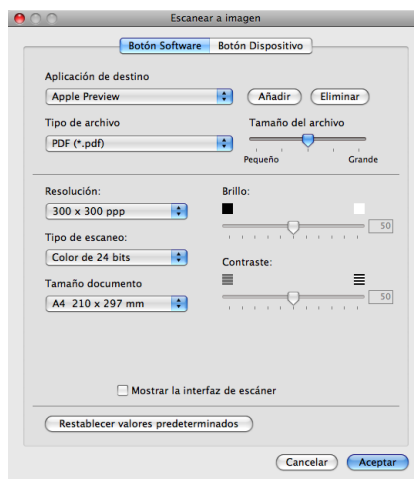 Escanear a imagen
Botón Software Botón Dispositivo
Aplicación de destino
Apple Preview Añadir Eliminar
Tipo de archivo Tamaño del archivo
PDF (*.pdf)
Pequeño Grande
Resolución: Brillo:
300 x 300 ppp
50
Tipo de escaneo:
Color de 24 bits
Contraste:
Tamaño documento
A4 210 x 297 mm 50
Mostrar la interfaz de escáner
Restablecer valores predeterminados
Cancelar Aceptar